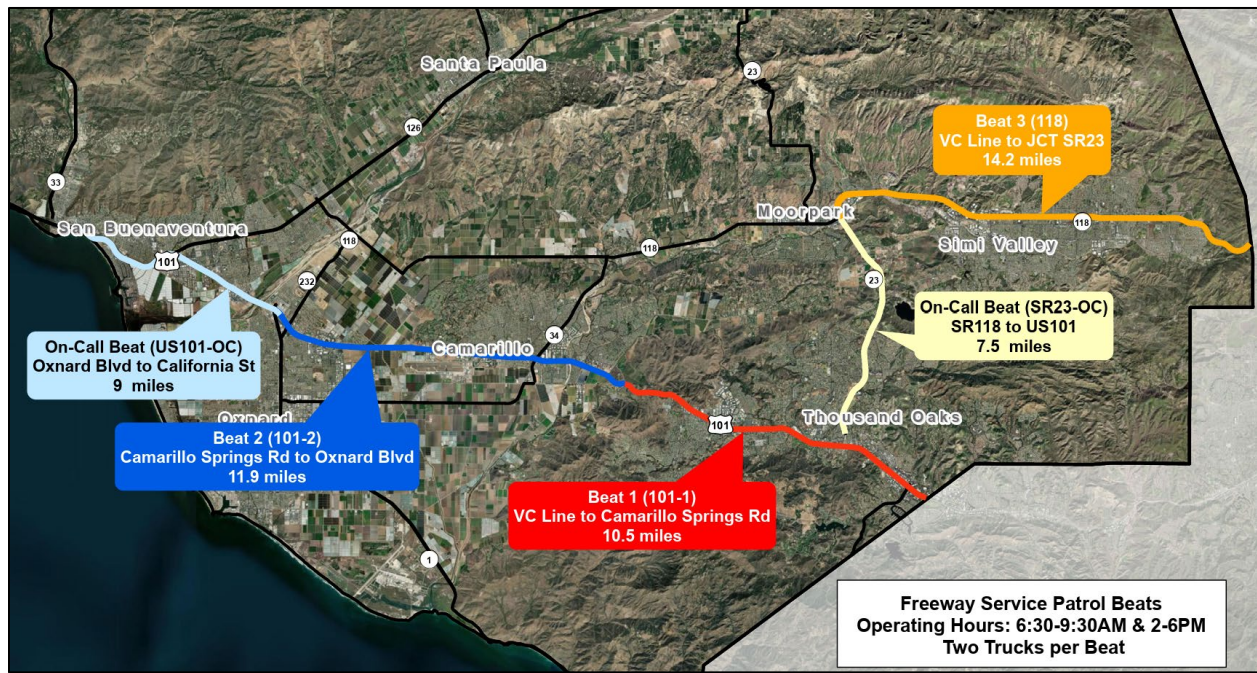 Santa Paula
23
126
33
Beat 3 (118)
VC Line to JCT SR23
14.2 miles
San Buenaventura
101
118
232
118
Moorpark
118
Simi Valley
23
On-Call Beat (US101-OC)
Oxnard Blvd to California St
9 miles
On-Call Beat (SR23-OC)
SR118 to US101
7.5 miles
Camarillo
34
Oxnard
Beat 2 (101-2)
Camarillo Springs Rd to Oxnard Blvd
11.9 miles
101
Thousand Oaks
Beat 1 (101-1)
VC Line to Camarillo Springs Rd
10.5 miles
1
Freeway Service Patrol Beats
Operating Hours: 6:30-9:30AM & 2-6PM
Two Trucks per Beat